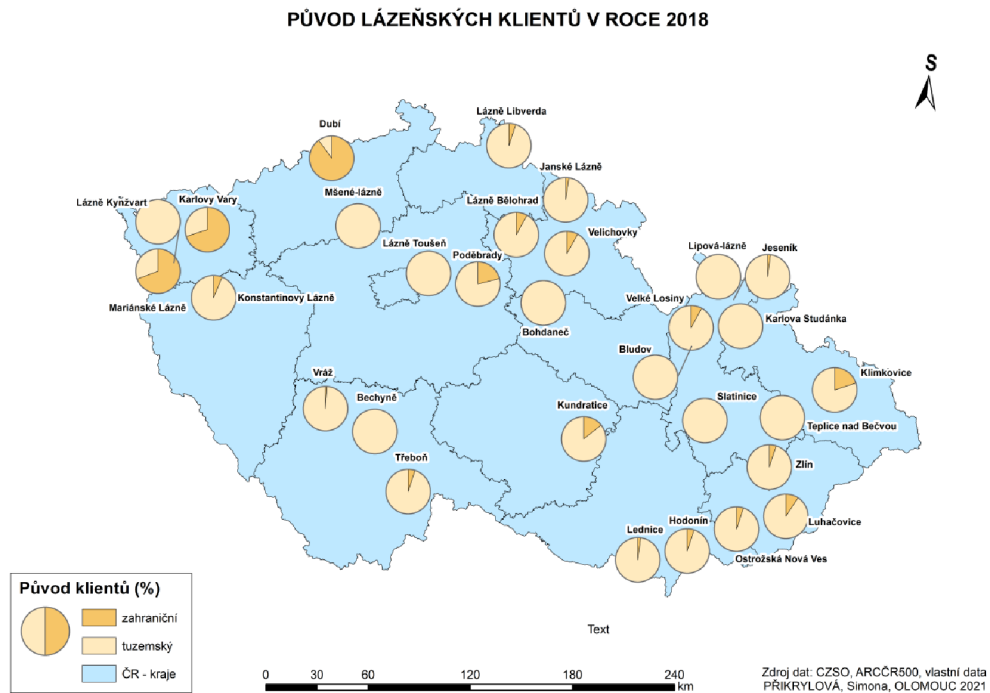 PŮVOD LÁZEŇSKÝCH KLIENTŮ V ROCE 2018
S
Lázně Libverda
Dubí
Janské Lázně
Mšené-lázně
Lázně Kynžvart
Karlovy Vary
Lázně Bělohrad
Velichovky
Lázně Toušeň
Lipová-lázně
Jeseník
Poděbrady
Mariánské Lázně
Konstantinovy Lázně
Velké Losiny
Karlova Studánka
Bohdaneč
Bludov
Vráž
Klimkovice
Bechyně
Kundratice
Slatinice
Teplice nad Bečvou
Třeboň
Zlín
Luhačovice
Lednice
Hodonín
Ostrožská Nová Ves
Původ klientů (%)
zahraniční
tuzemský
ČR - kraje
Text
0 30 60 120 180 240
km
Zdroj dat: CZSO, ARCČR500, vlastní data
PŘIKRYLOVÁ, Simona, OLOMOUC 2021